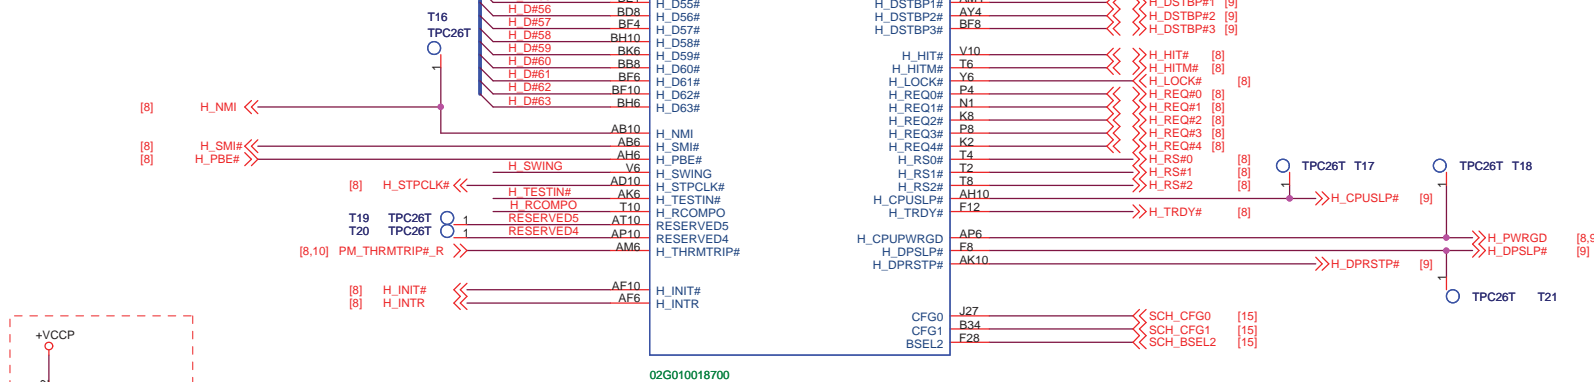 H_D55# H_DSTBP1# H_DSTBP#1 [9]
H_D#56 BD8 H_D56# H_DSTBP2# AY4 H_DSTBP#2 [9]
T16 H_D#57 BF4 H_D57# H_DSTBP3# BF8 H_DSTBP#3 [9]
TPC26T H_D#58 BH10 H_D58#
H_D#59 BK6 H_D59# H_HIT# V10 H_HIT# [8]
1 H_D#60 BB8 H_D60# H_HITM# T6 H_HITM# [8]
H_D#61 BF6 H_D61# H_LOCK# Y6 H_LOCK# [8]
H_D#62 BF10 H_D62# H_REQ0# P4 H_REQ#0 [8]
[8] H_NMI H_D#63 BH6 H_D63# H_REQ1# N1 H_REQ#1 [8]
H_REQ2# K8 H_REQ#2 [8]
AB10 H_NMI H_REQ3# P8 H_REQ#3 [8]
[8] H_SMI# AB6 H_SMI# H_REQ4# K2 H_REQ#4 [8]
[8] H_PBE# AH6 H_PBE# H_RS0# T4 H_RS#0 [8]
H_SWING V6 H_SWING H_RS1# T2 H_RS#1 [8] TPC26T T17 TPC26T T18
[8] H_STPCLK# AD10 H_STPCLK# H_RS2# T8 H_RS#2 [8] 1 1
H_TESTIN# AK6 H_TESTIN# H_CPUSLP# AH10 H_CPUSLP# [9]
H_RCOMPO T10 H_RCOMPO H_TRDY# F12 H_TRDY# [8]
T19 TPC26T 1 RESERVED5 AT10 RESERVED5
T20 TPC26T 1 RESERVED4 AP10 RESERVED4 H_CPUPWRGD AP6 H_PWRGD [8,9
[8,10] PM_THRMTRIP#_R AM6 H_THRMTRIP# H_DPSLP# F8 H_DPSLP# [9]
H_DPRSTP# AK10 H_DPRSTP# [9]
1
[8] H_INIT# AF10 H_INIT# TPC26T T21
[8] H_INTR AF6 H_INTR
CFG0 J27 SCH_CFG0 [15]
CFG1 B34 SCH_CFG1 [15]
+VCCP BSEL2 F28 SCH_BSEL2 [15]
02G010018700